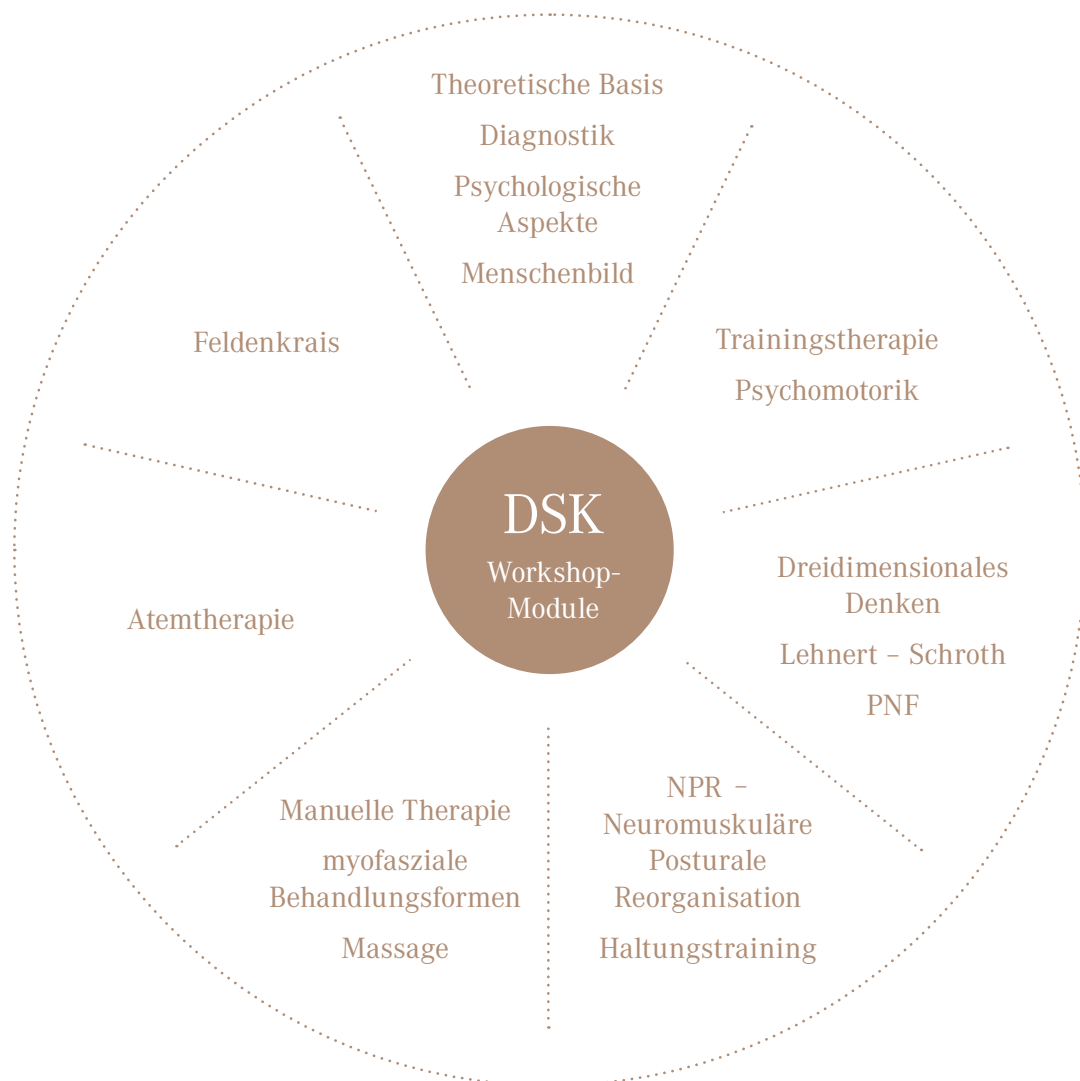 Theoretische Basis
Diagnostik
Psychologische
Aspekte
Menschenbild
Trainingstherapie
Psychomotorik
Dreidimensionales
Denken
Lehnert – Schroth
PNF
NPR –
Neuromuskuläre
Posturale
Reorganisation
Haltungstraining
Manuelle Therapie
myofasziale
Behandlungsformen
Massage
Atemtherapie
Feldenkrais
DSK
Workshop-
Module